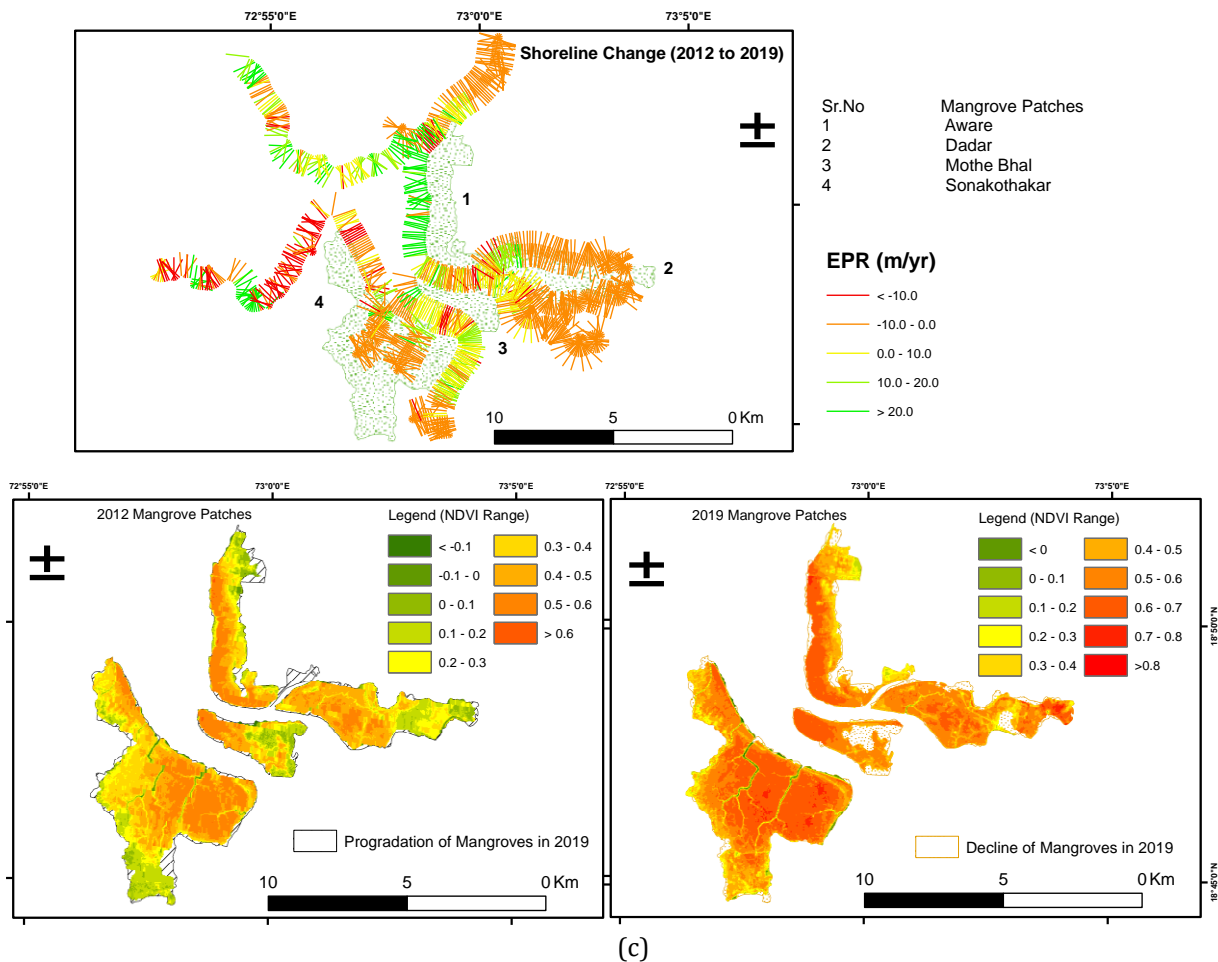 72°55'0"E 73°0'0"E 73°5'0"E
Shoreline Change (2012 to 2019)
±
1
2
3
4
10 5 0 Km
Sr.No Mangrove Patches
1 Aware
2 Dadar
3 Mothe Bhal
4 Sonakothakar
EPR (m/yr)
< -10.0
-10.0 - 0.0
0.0 - 10.0
10.0 - 20.0
> 20.0
72°55'0"E 73°0'0"E 73°5'0"E
2012 Mangrove Patches
±
Legend (NDVI Range)
< -0.1
-0.1 - 0
0 - 0.1
0.1 - 0.2
0.2 - 0.3
0.3 - 0.4
0.4 - 0.5
0.5 - 0.6
> 0.6
Progradation of Mangroves in 2019
10 5 0 Km
72°55'0"E 73°0'0"E 73°5'0"E
2019 Mangrove Patches
±
Legend (NDVI Range)
< 0
0 - 0.1
0.1 - 0.2
0.2 - 0.3
0.3 - 0.4
0.4 - 0.5
0.5 - 0.6
0.6 - 0.7
0.7 - 0.8
>0.8
Decline of Mangroves in 2019
10 5 0 Km
18°50'0"N
18°45'0"N
(c)